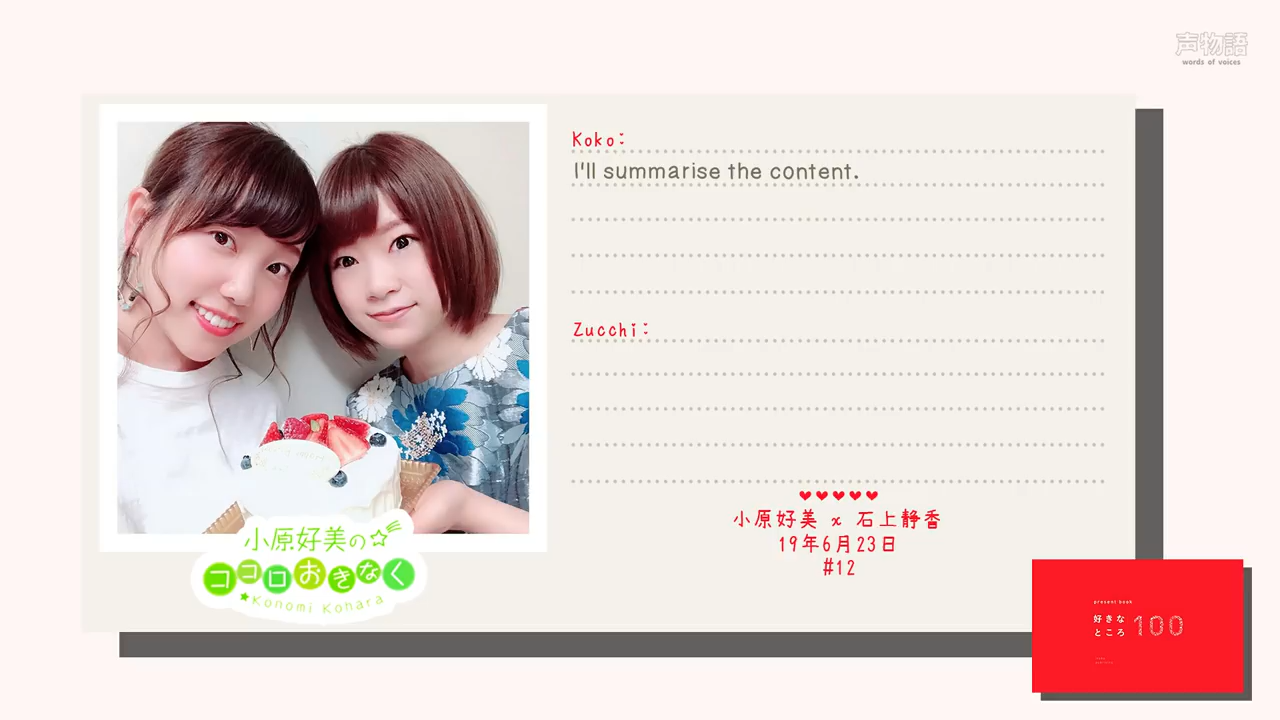 声物語
words of voices
Koko:
I'll summarise the content.
Zucchi:
小原好美 x 石上静香
19年6月23日
#12
小原好美の
ココロおきなく
Konomi Kohara
present book
好きな
ところ
100